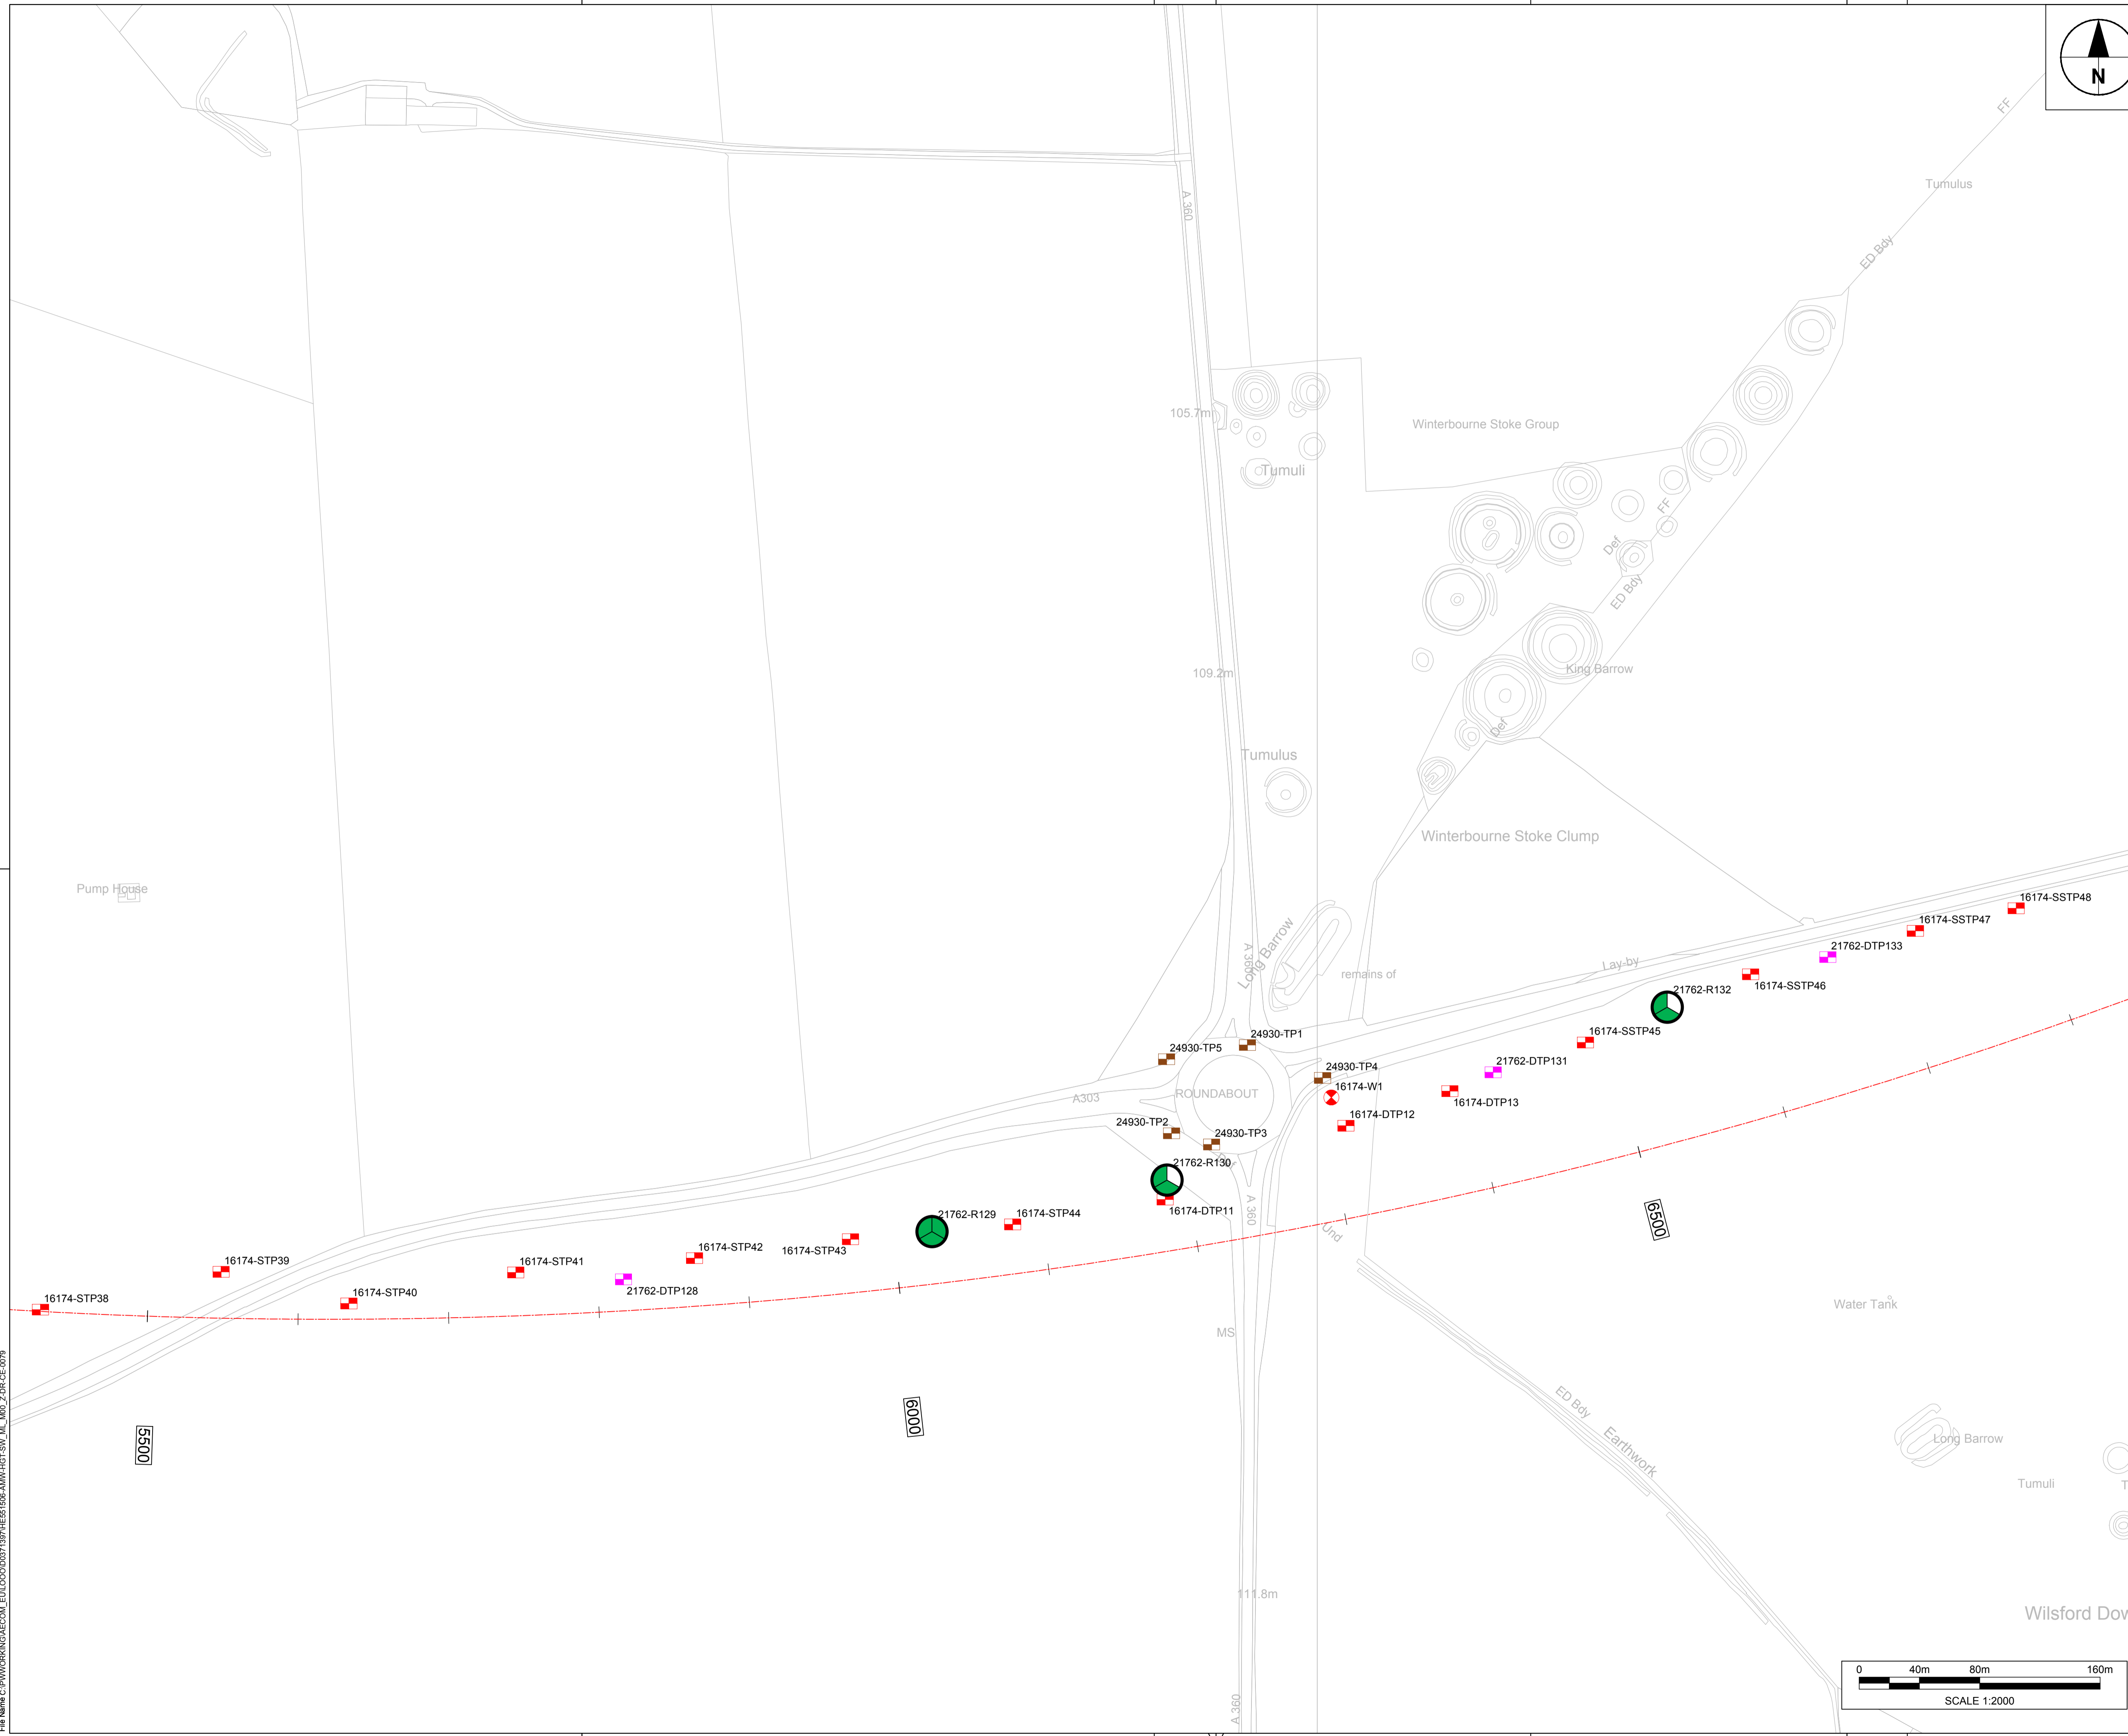 N
FF
Tumulus
A 360
ED Bdy
105.7m
Winterbourne Stoke Group
Tumuli
FF
Def
ED Bdy
King Barrow
109.2m
Def
Tumulus
Winterbourne Stoke Clump
Pump House
16174-SSTP48
16174-SSTP47
Long Barrow
A 360
21762-DTP133
Lay-by
remains of
16174-SSTP46
21762-R132
16174-SSTP45
24930-TP1
24930-TP5
21762-DTP131
24930-TP4
16174-W1
ROUNDABOUT
A303
16174-DTP13
16174-DTP12
24930-TP2
24930-TP3
21762-R130
16174-DTP11
A 360
21762-R129
16174-STP44
6500
Und
16174-STP43
16174-STP42
16174-STP41
16174-STP39
21762-DTP128
16174-STP40
16174-STP38
Water Tank
MS
ED Bdy
Earthwork
6000
5500
Long Barrow
Tumuli
T
111.8m
Wilsford Dow
A 360
0 40m 80m 160m
SCALE 1:2000